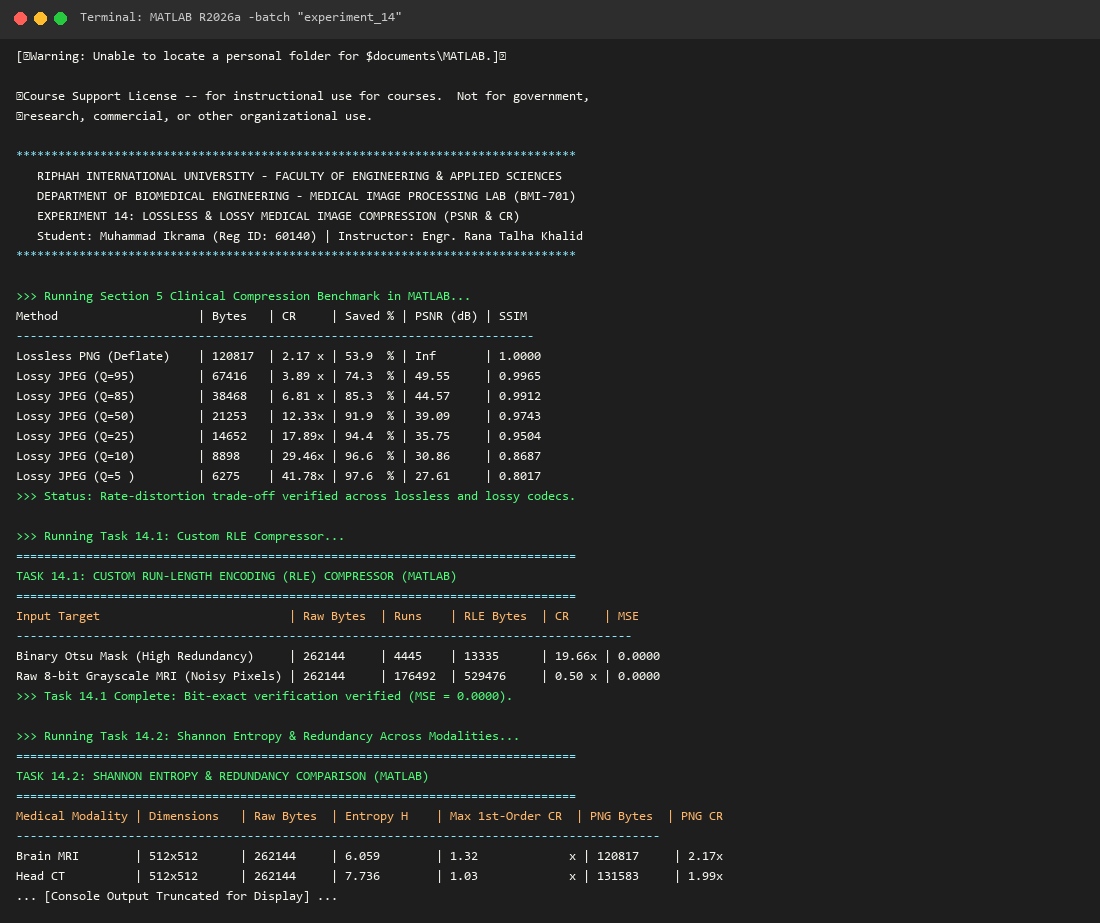 Terminal: MATLAB R2026a -batch "experiment_14"
[Warning: Unable to locate a personal folder for $documents\MATLAB.]
Course Support License -- for instructional use for courses.  Not for government,
research, commercial, or other organizational use.
********************************************************************************
   RIPHAH INTERNATIONAL UNIVERSITY - FACULTY OF ENGINEERING & APPLIED SCIENCES
   DEPARTMENT OF BIOMEDICAL ENGINEERING - MEDICAL IMAGE PROCESSING LAB (BMI-701)
   EXPERIMENT 14: LOSSLESS & LOSSY MEDICAL IMAGE COMPRESSION (PSNR & CR)
   Student: Muhammad Ikrama (Reg ID: 60140) | Instructor: Engr. Rana Talha Khalid
********************************************************************************
>>> Running Section 5 Clinical Compression Benchmark in MATLAB...
Method                    | Bytes   | CR     | Saved % | PSNR (dB) | SSIM
--------------------------------------------------------------------------
Lossless PNG (Deflate)    | 120817  | 2.17 x | 53.9  % | Inf       | 1.0000
Lossy JPEG (Q=95)         | 67416   | 3.89 x | 74.3  % | 49.55     | 0.9965
Lossy JPEG (Q=85)         | 38468   | 6.81 x | 85.3  % | 44.57     | 0.9912
Lossy JPEG (Q=50)         | 21253   | 12.33x | 91.9  % | 39.09     | 0.9743
Lossy JPEG (Q=25)         | 14652   | 17.89x | 94.4  % | 35.75     | 0.9504
Lossy JPEG (Q=10)         | 8898    | 29.46x | 96.6  % | 30.86     | 0.8687
Lossy JPEG (Q=5 )         | 6275    | 41.78x | 97.6  % | 27.61     | 0.8017
>>> Status: Rate-distortion trade-off verified across lossless and lossy codecs.
>>> Running Task 14.1: Custom RLE Compressor...
================================================================================
TASK 14.1: CUSTOM RUN-LENGTH ENCODING (RLE) COMPRESSOR (MATLAB)
================================================================================
Input Target                           | Raw Bytes  | Runs    | RLE Bytes  | CR     | MSE
----------------------------------------------------------------------------------------
Binary Otsu Mask (High Redundancy)     | 262144     | 4445    | 13335      | 19.66x | 0.0000
Raw 8-bit Grayscale MRI (Noisy Pixels) | 262144     | 176492  | 529476     | 0.50 x | 0.0000
>>> Task 14.1 Complete: Bit-exact verification verified (MSE = 0.0000).
>>> Running Task 14.2: Shannon Entropy & Redundancy Across Modalities...
================================================================================
TASK 14.2: SHANNON ENTROPY & REDUNDANCY COMPARISON (MATLAB)
================================================================================
Medical Modality | Dimensions   | Raw Bytes  | Entropy H    | Max 1st-Order CR  | PNG Bytes  | PNG CR
--------------------------------------------------------------------------------------------
Brain MRI        | 512x512      | 262144     | 6.059        | 1.32             x | 120817     | 2.17x
Head CT          | 512x512      | 262144     | 7.736        | 1.03             x | 131583     | 1.99x
... [Console Output Truncated for Display] ...